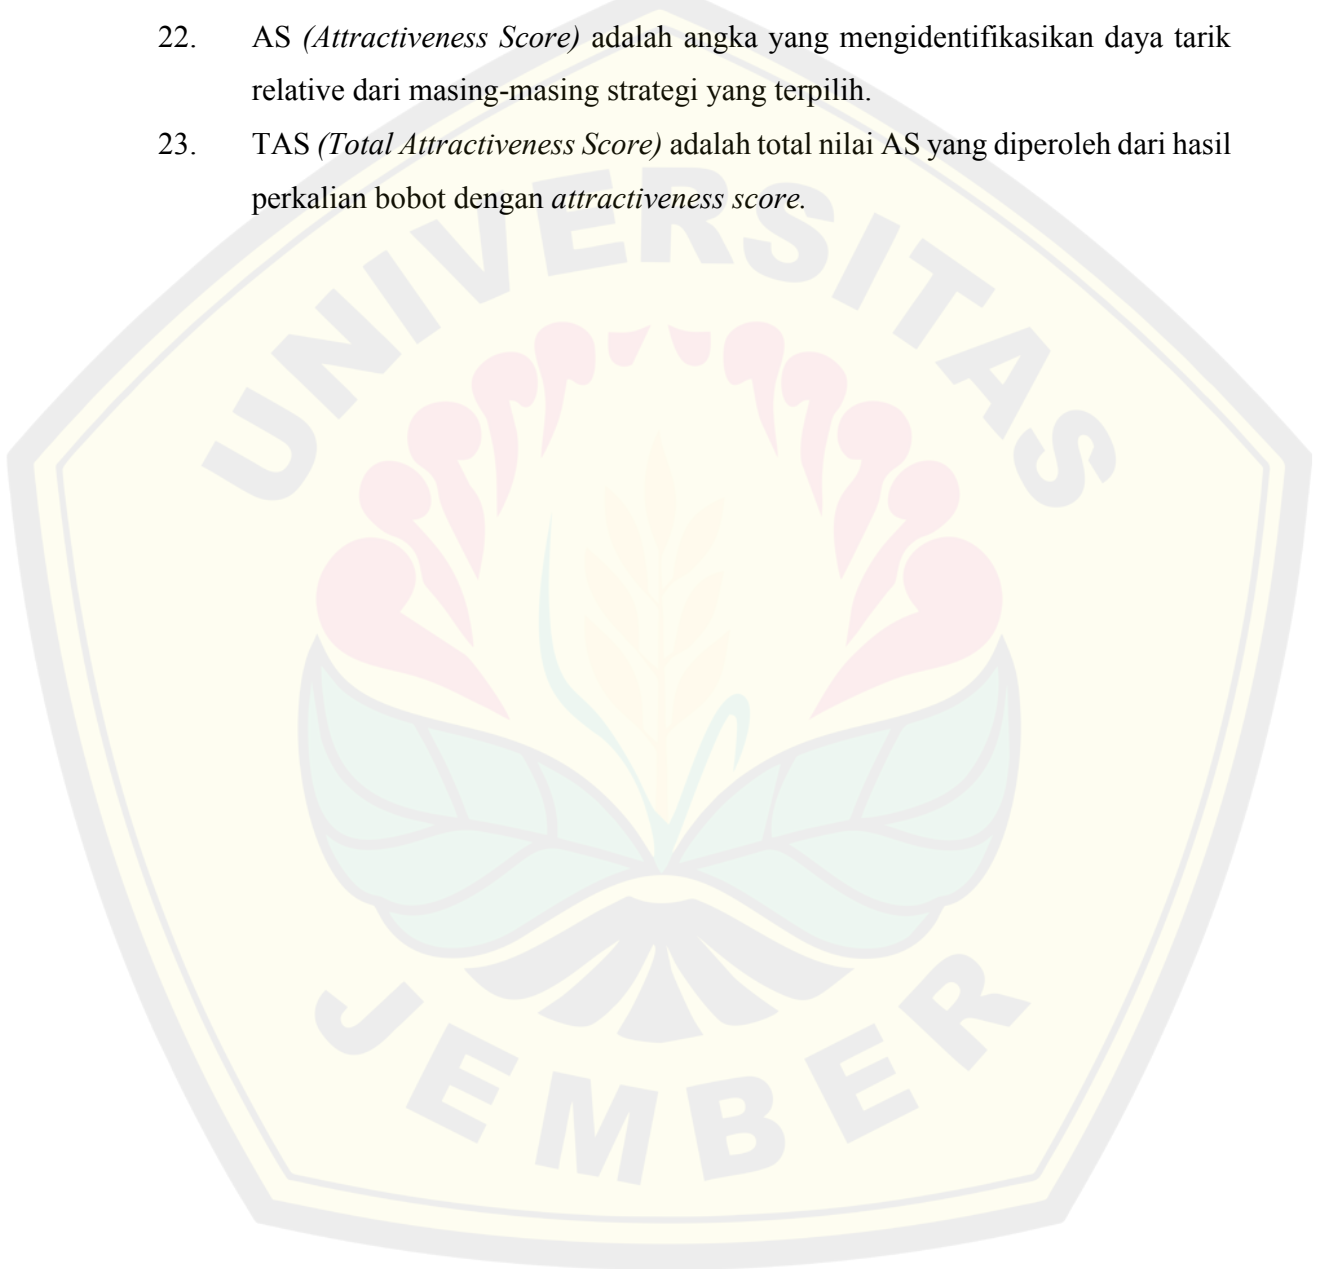 22. AS (Attractiveness Score) adalah angka yang mengidentifikasikan daya tarik
relative dari masing-masing strategi yang terpilih.
23. TAS (Total Attractiveness Score) adalah total nilai AS yang diperoleh dari hasil
perkalian bobot dengan attractiveness score.
UNIVERSITAS
JEMBER